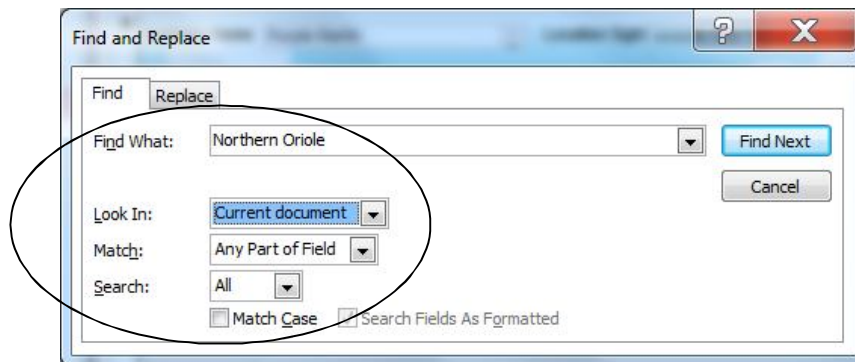 Find and Replace
Find Replace
Find What: Northern Oriole Find Next
Cancel
Look In: Current document
Match: Any Part of Field
Search: All
Match Case Search Fields As Formatted